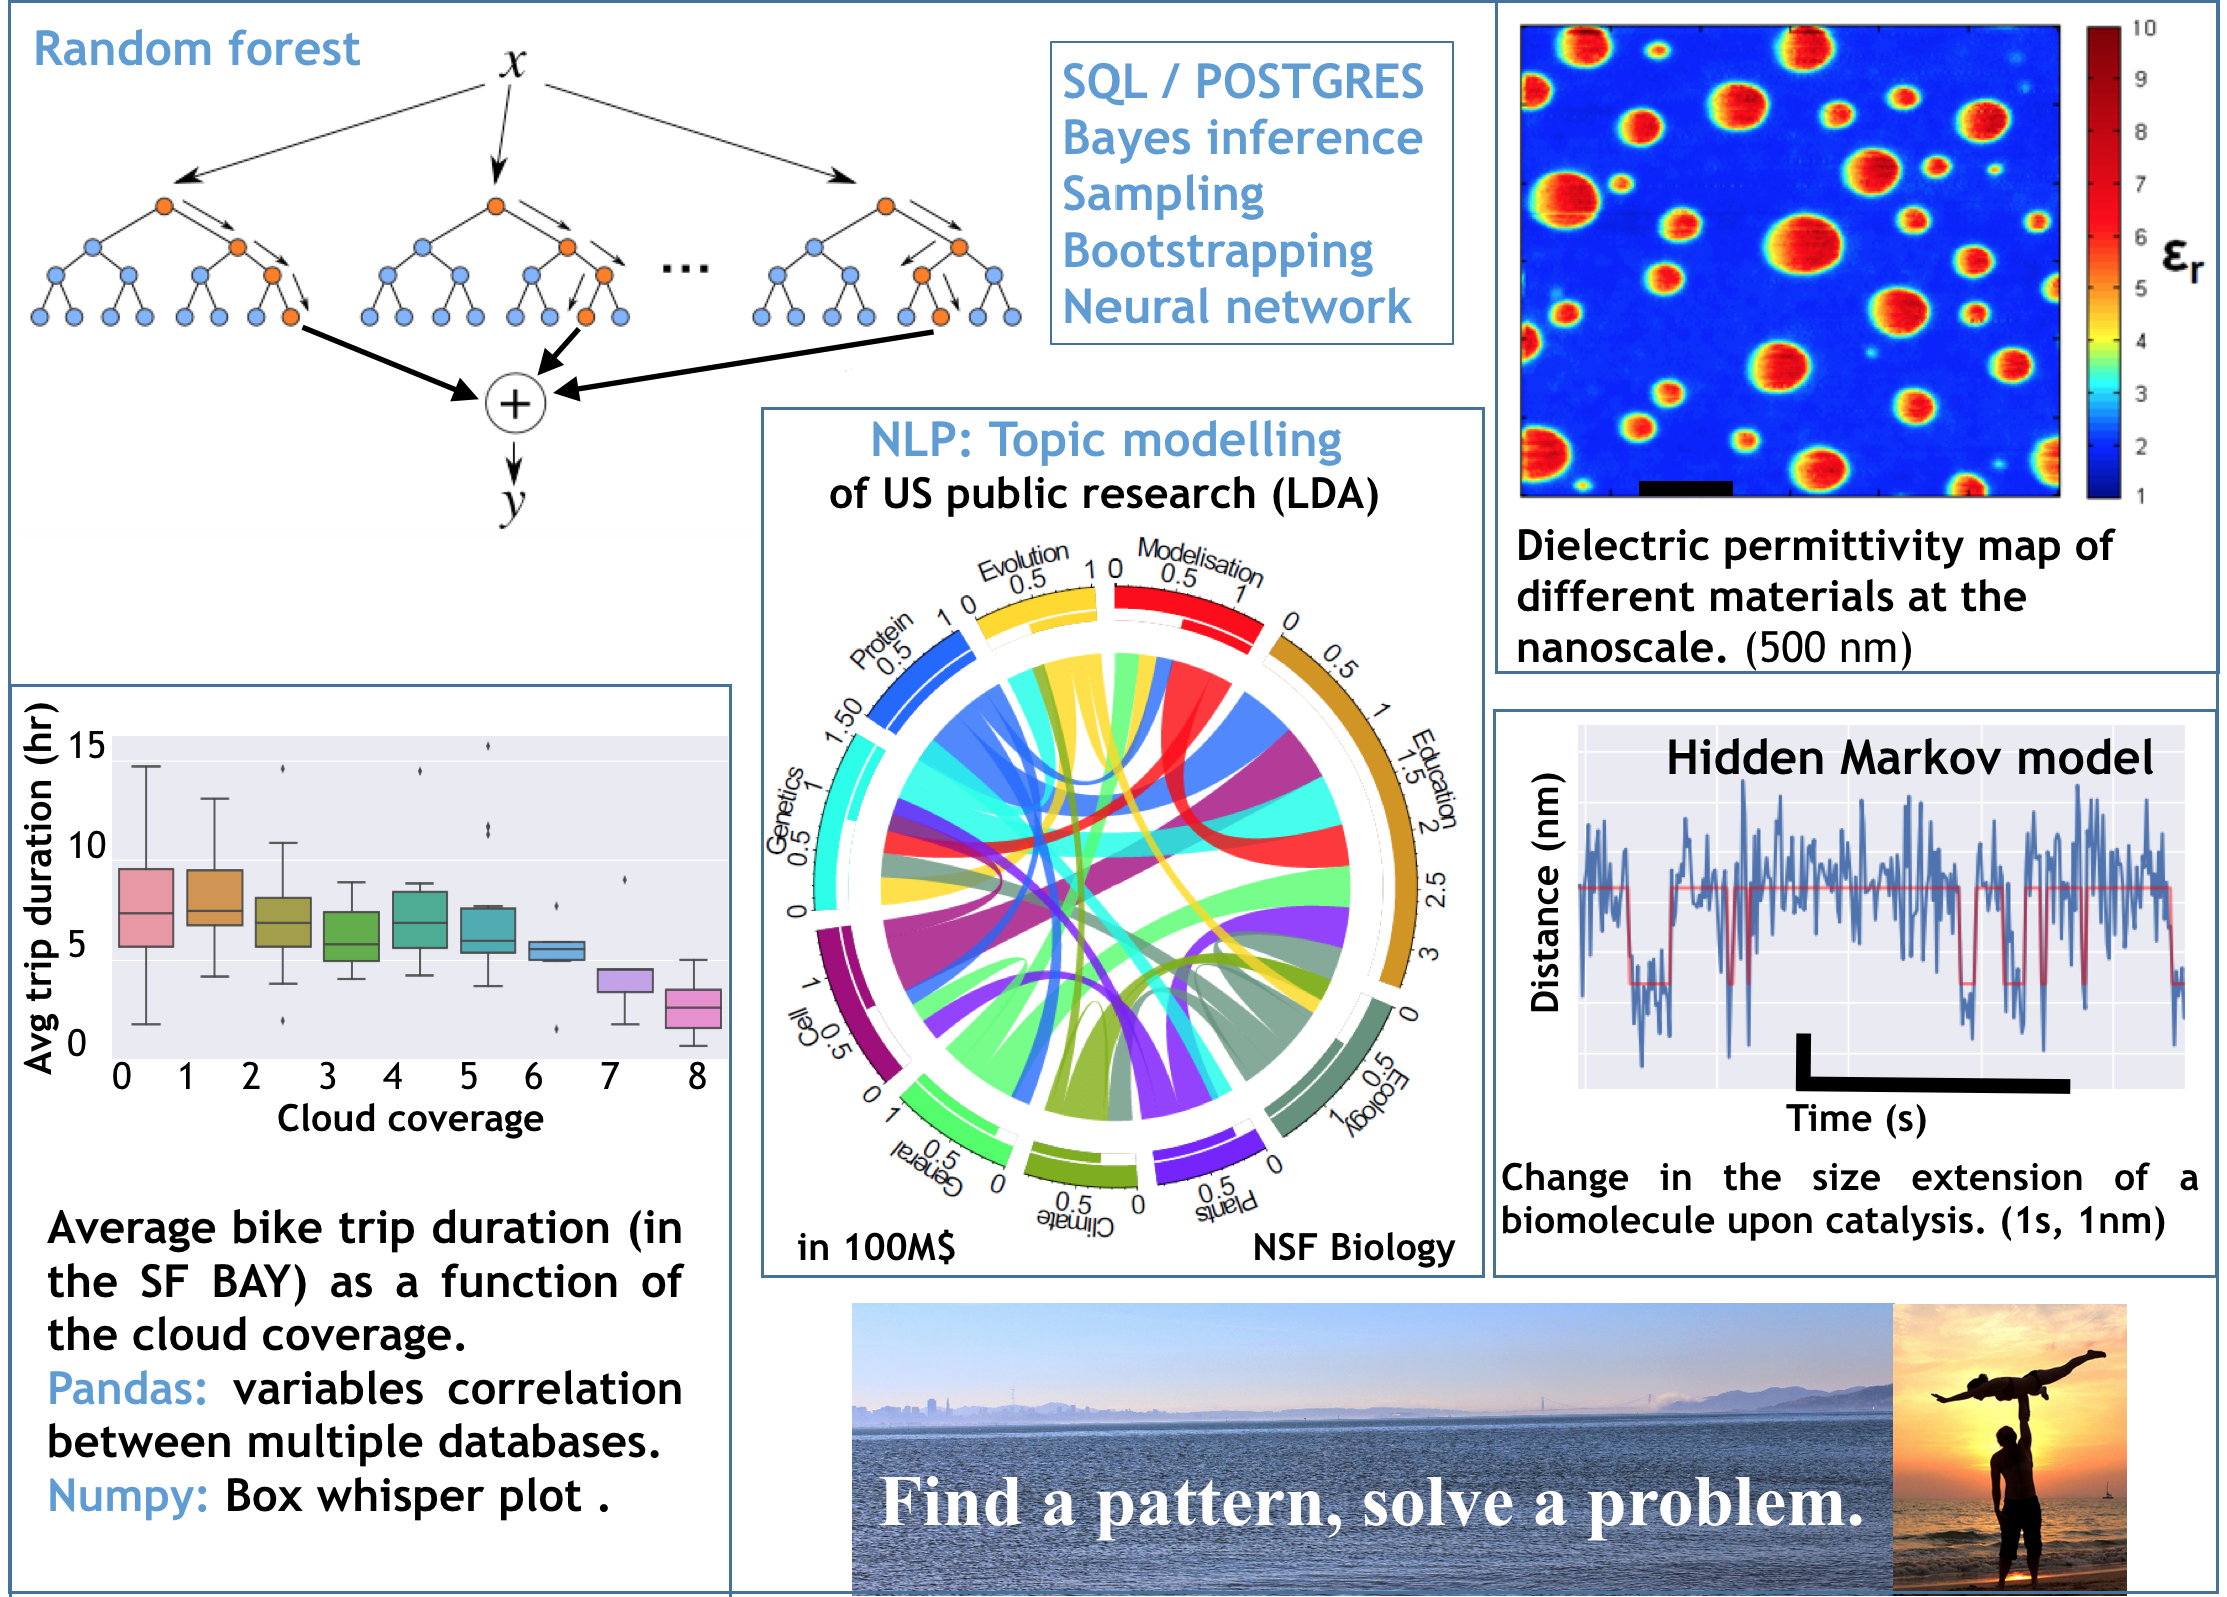 Random forest
x
...
+
y
SQL / POSTGRES
Bayes inference
Sampling
Bootstrapping
Neural network
10
9
8
7
6
5
4
3
2
1
εr
Dielectric permittivity map of
different materials at the
nanoscale. (500 nm)
NLP: Topic modelling
of US public research (LDA)
Evolution
0 0.5 1
Modelisation
0 0.5 1
Education
0 0.5 1 1.5 2 2.5 3
Ecology
0 0.5 1
Plants
0 0.5
Climate
0 0.5
General
0 0.5 1
Cell
0 0.5 1
Genetics
0 0.5 1 1.5
Protein
0 0.5 1
in 100M$
NSF Biology
Avg trip duration (hr)
15
10
5
0
0 1 2 3 4 5 6 7 8
Cloud coverage
Average bike trip duration (in
the SF BAY) as a function of
the cloud coverage.
Pandas: variables correlation
between multiple databases.
Numpy: Box whisper plot .
Hidden Markov model
Distance (nm)
Time (s)
Change in the size extension of a
biomolecule upon catalysis. (1s, 1nm)
Find a pattern, solve a problem.